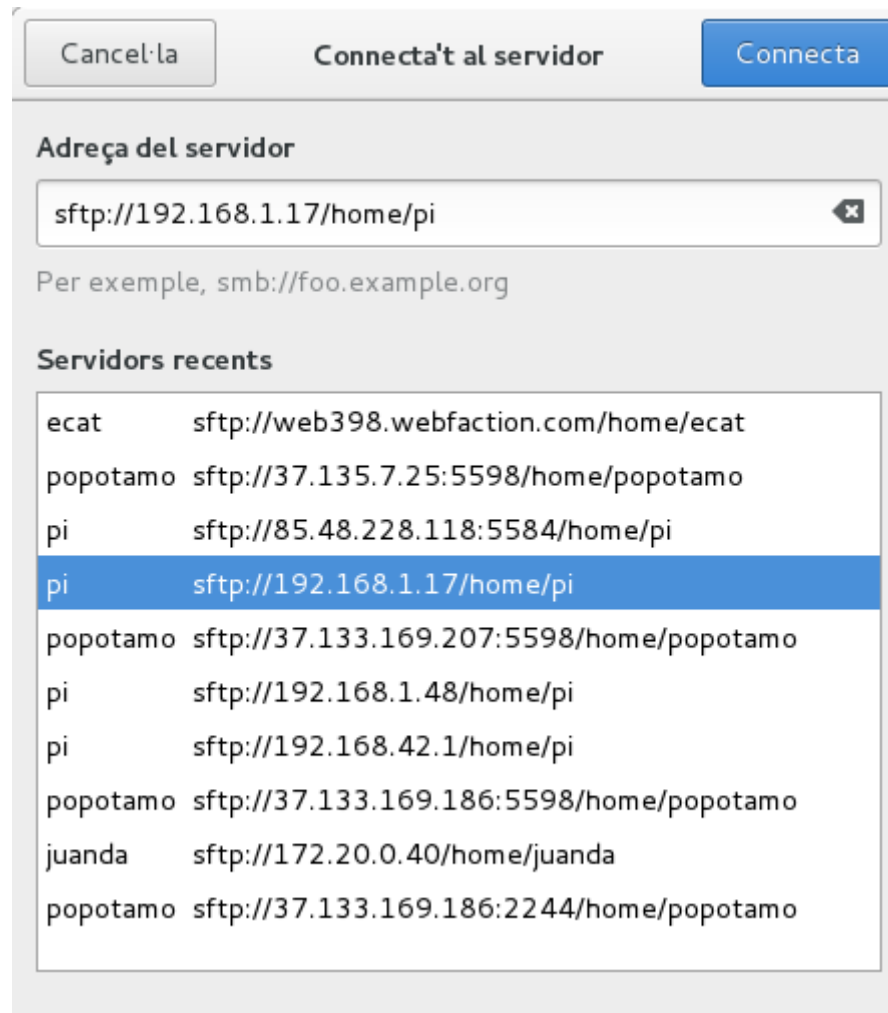 Cancel·la Connecta't al servidor Connecta
Adreça del servidor
sftp://192.168.1.17/home/pi
Per exemple, smb://foo.example.org
Servidors recents
ecat sftp://web398.webfaction.com/home/ecat
popotamo sftp://37.135.7.25:5598/home/popotamo
pi sftp://85.48.228.118:5584/home/pi
pi sftp://192.168.1.17/home/pi
popotamo sftp://37.133.169.207:5598/home/popotamo
pi sftp://192.168.1.48/home/pi
pi sftp://192.168.42.1/home/pi
popotamo sftp://37.133.169.186:5598/home/popotamo
juanda sftp://172.20.0.40/home/juanda
popotamo sftp://37.133.169.186:2244/home/popotamo